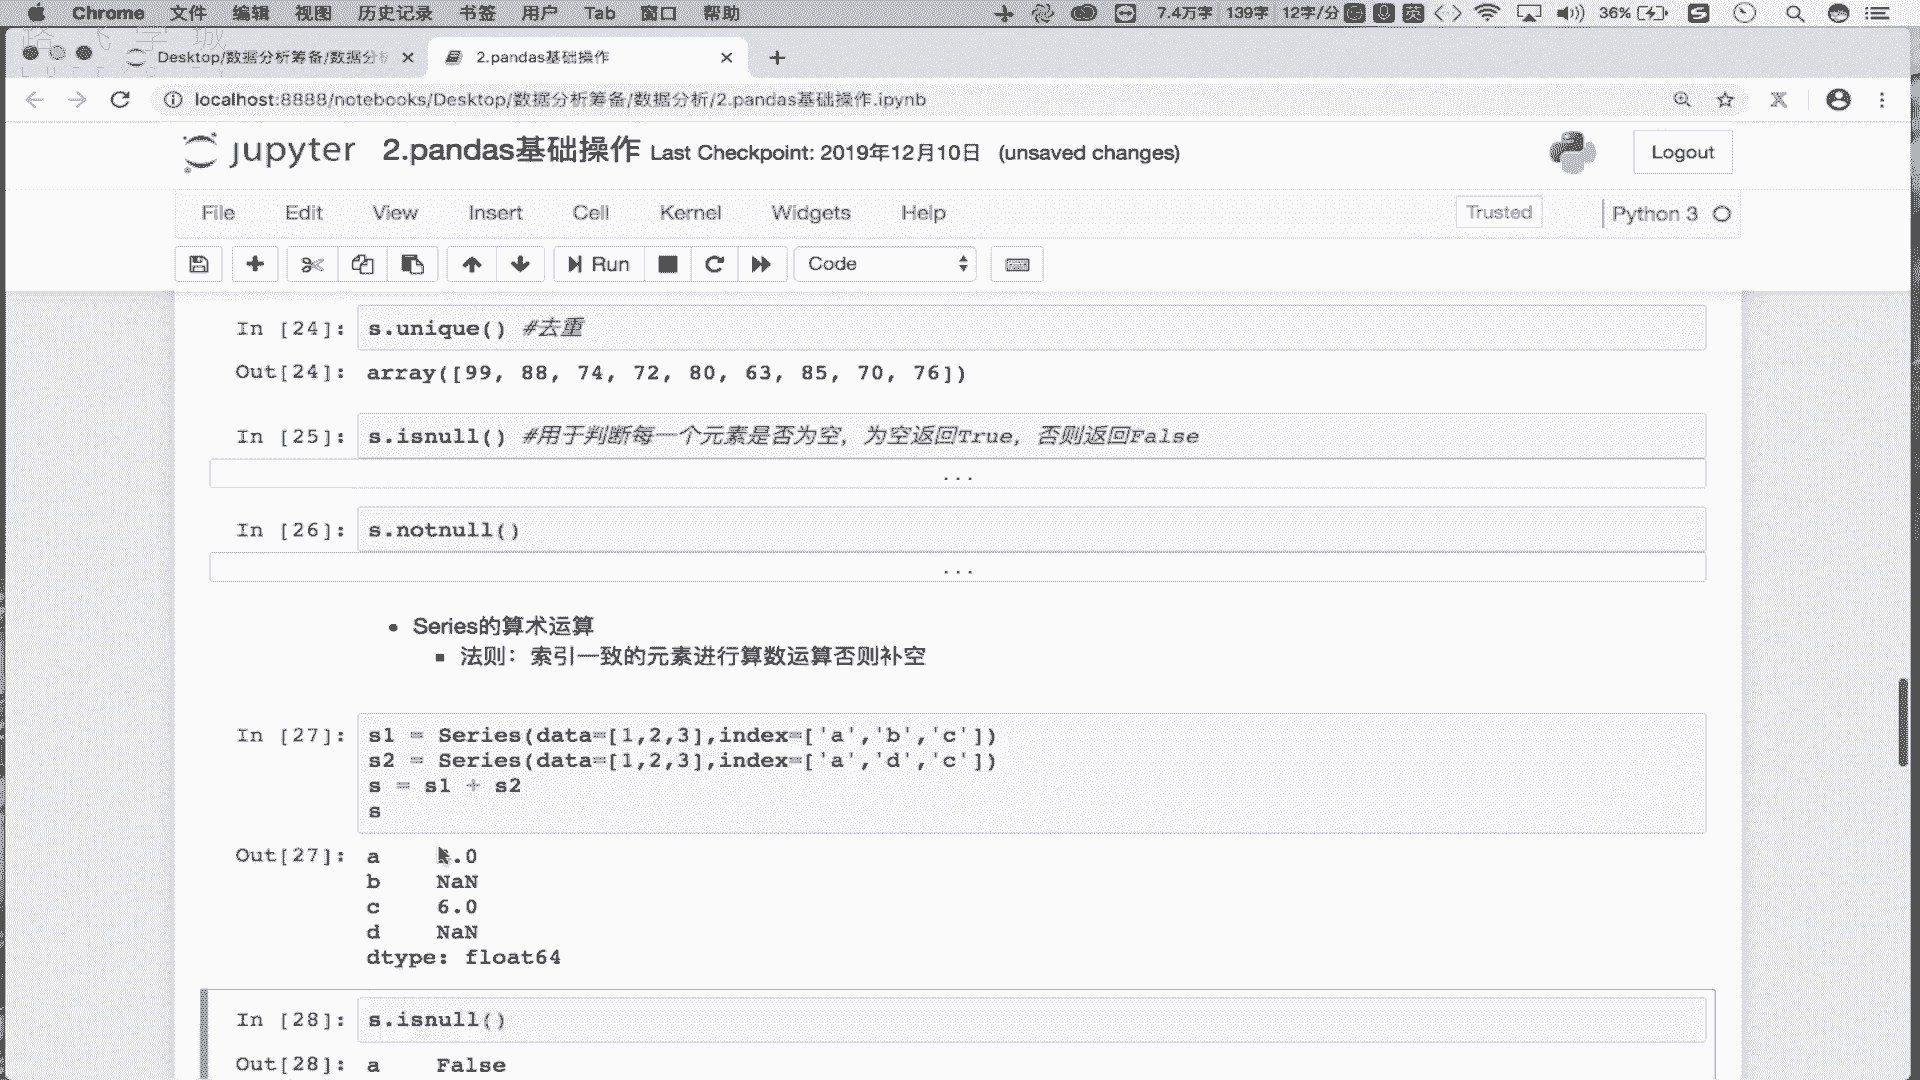 Chrome 文件 编辑 视图 历史记录 书签 用户 Tab 窗口 帮助 7.4万字 139字 12字/分 英 36%
Desktop/数据分析筹备/数据分析
2.pandas基础操作
localhost:8888/notebooks/Desktop/数据分析筹备/数据分析/2.pandas基础操作.ipynb
jupyter 2.pandas基础操作 Last Checkpoint: 2019年12月10日 (unsaved changes) Logout
File Edit View Insert Cell Kernel Widgets Help Trusted Python 3
Run Code
In [24]: s.unique() #去重
Out[24]: array([99, 88, 74, 72, 80, 63, 85, 70, 76])
In [25]: s.isnull() #用于判断每一个元素是否为空，为空返回True，否则返回False
...
In [26]: s.notnull()
...
• Series的算术运算
▪ 法则：索引一致的元素进行算数运算否则补空
In [27]: s1 = Series(data=[1,2,3],index=['a','b','c'])
s2 = Series(data=[1,2,3],index=['a','d','c'])
s = s1 + s2
s
Out[27]: a .0
b NaN
c 6.0
d NaN
dtype: float64
In [28]: s.isnull()
Out[28]: a False